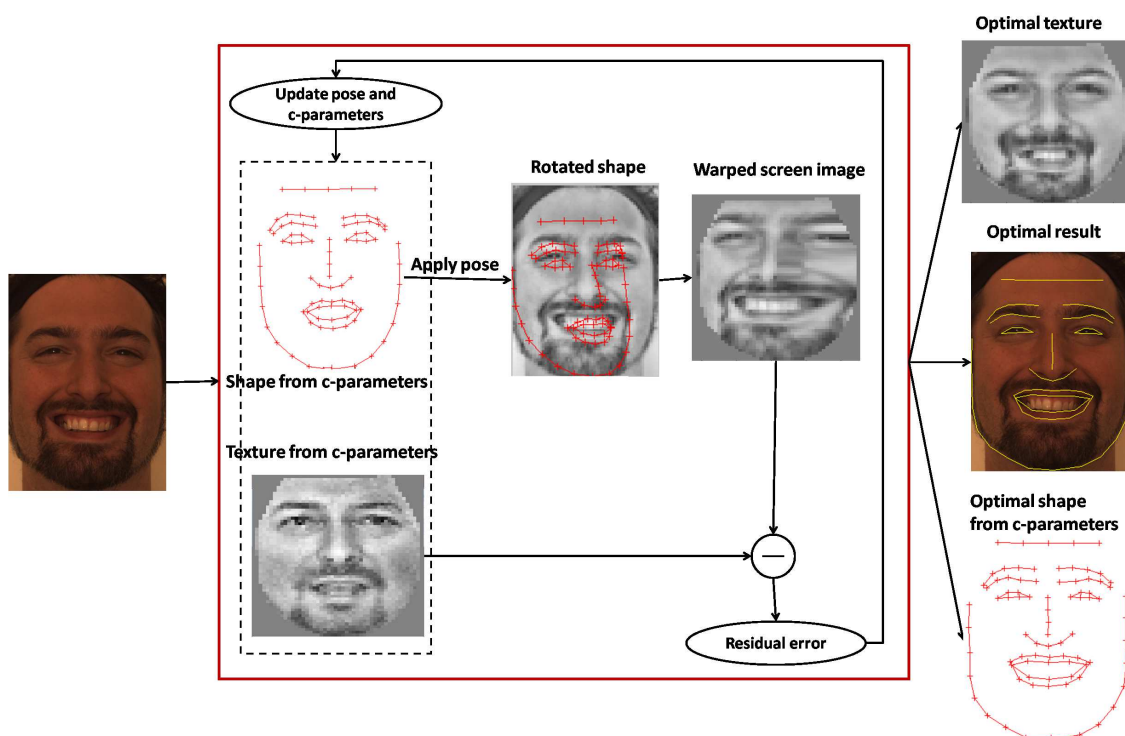 Optimal texture
Update pose and
c-parameters
Rotated shape
Warped screen image
Optimal result
Apply pose
Shape from c-parameters
Texture from c-parameters
Optimal shape
from c-parameters
Residual error